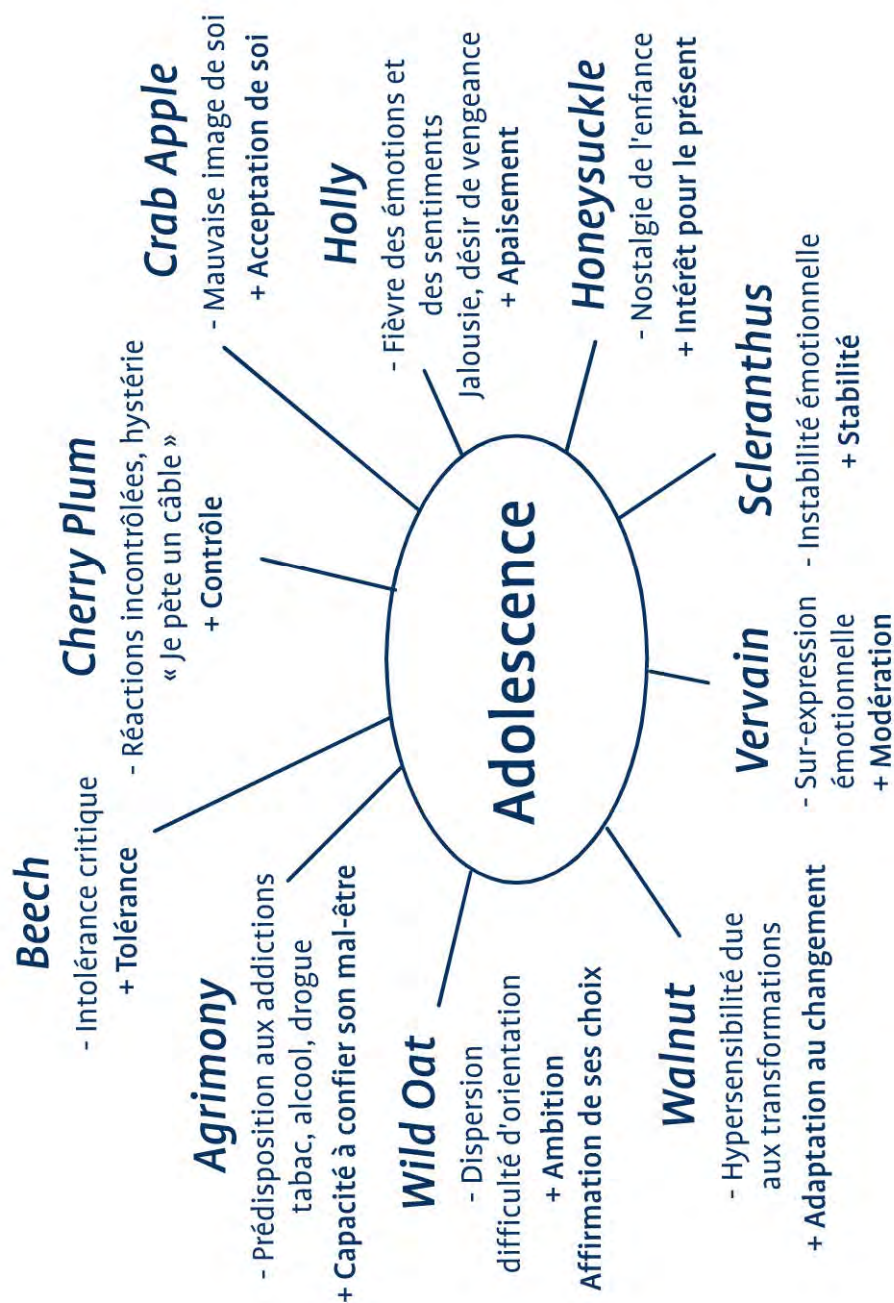 Beech
- Intolérance critique
+ Tolérance
Cherry Plum
- Réactions incontrôlées, hystérie
« Je pète un câble »
+ Contrôle
Crab Apple
- Mauvaise image de soi
+ Acceptation de soi
Agrimony
- Prédisposition aux addictions
tabac, alcool, drogue
+ Capacité à confier son mal-être
Holly
- Fièvre des émotions et
des sentiments
Jalousie, désir de vengeance
+ Apaisement
Wild Oat
- Dispersion
difficulté d'orientation
+ Ambition
Affirmation de ses choix
Adolescence
Honeysuckle
- Nostalgie de l'enfance
+ Intérêt pour le présent
Walnut
- Hypersensibilité due
aux transformations
+ Adaptation au changement
Vervain
- Sur-expression
émotionnelle
+ Modération
Scleranthus
- Instabilité émotionnelle
+ Stabilité